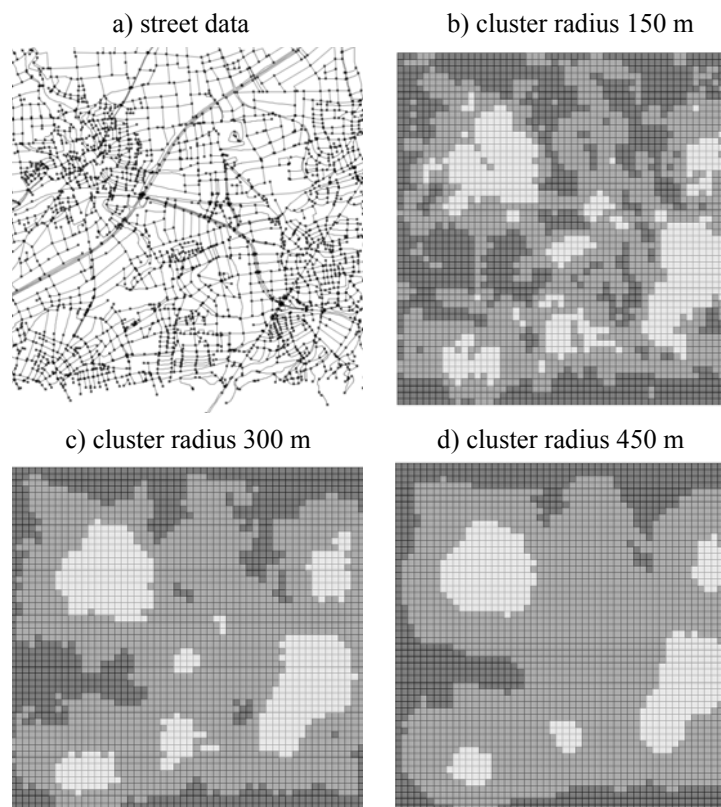 a) street data
b) cluster radius 150 m
c) cluster radius 300 m
d) cluster radius 450 m